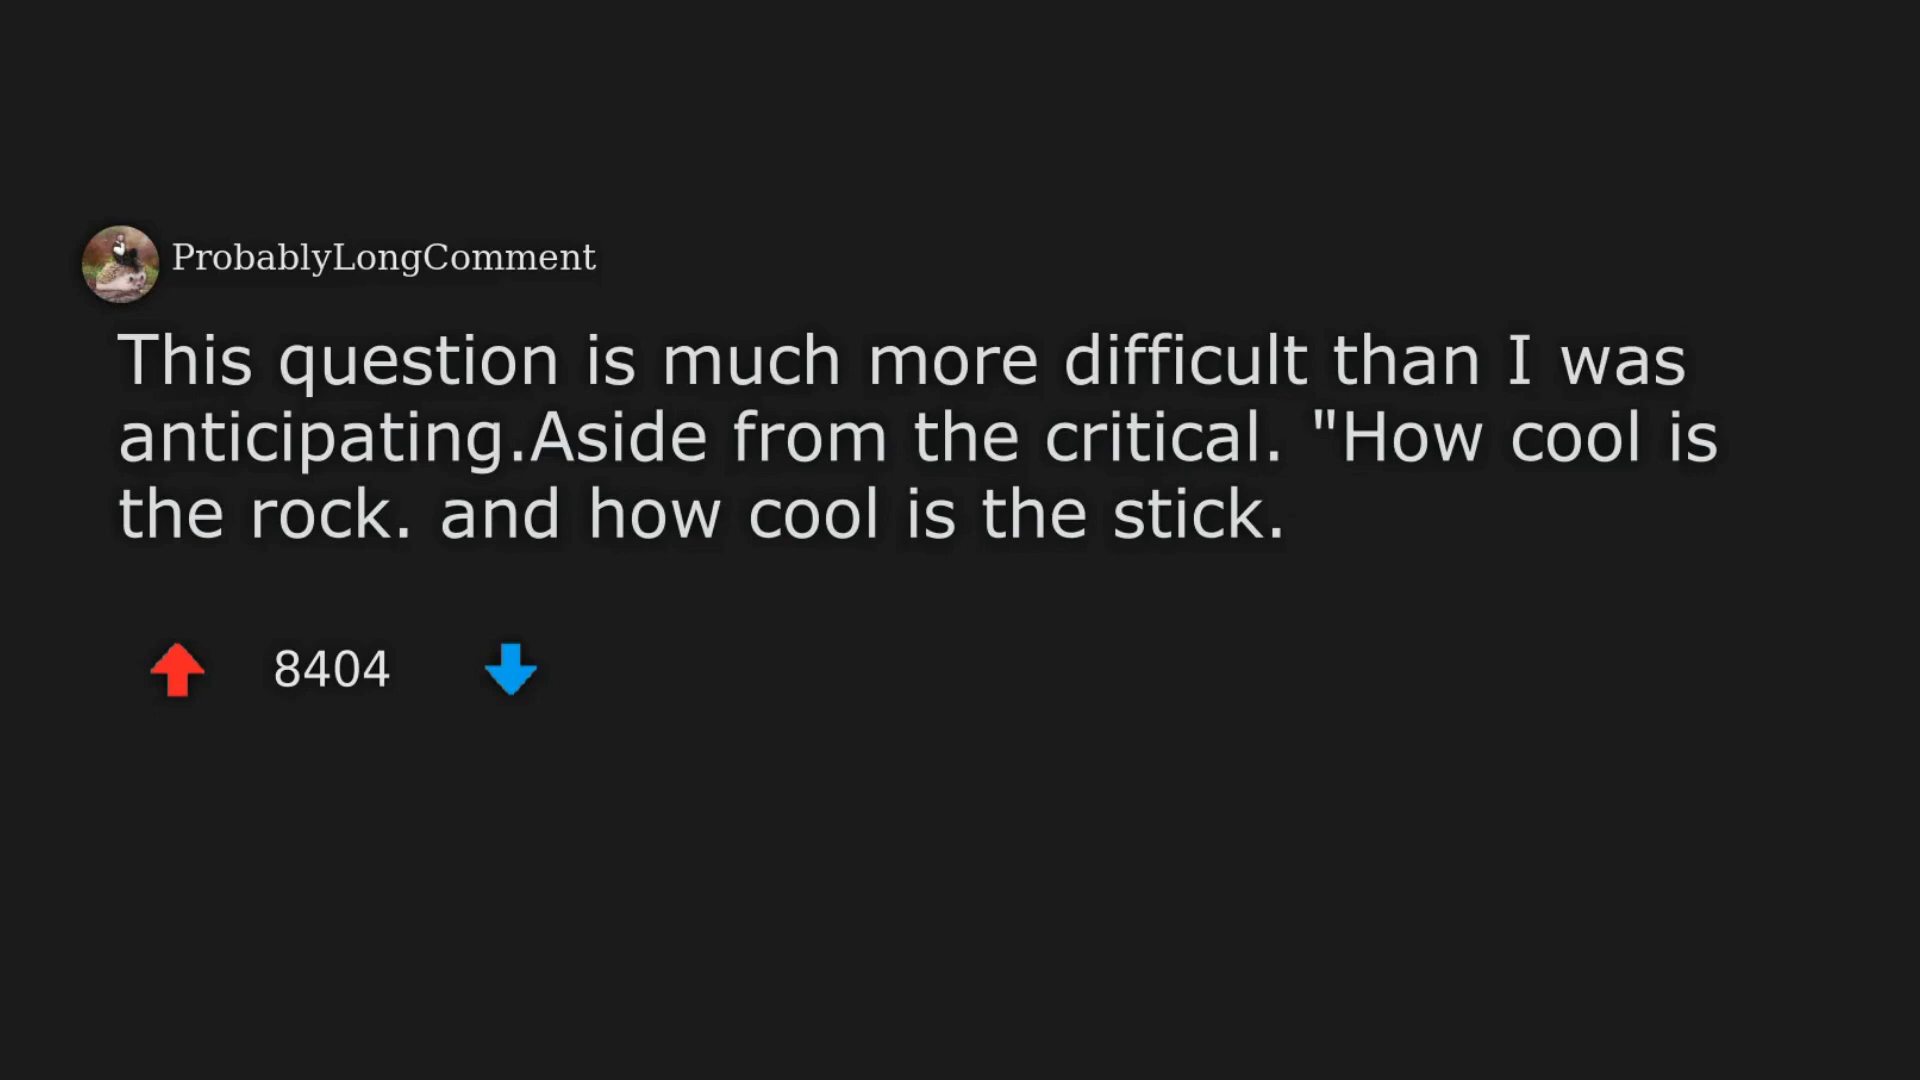 ProbablyLongComment
This question is much more difficult than I was
anticipating.Aside from the critical. "How cool is
the rock. and how cool is the stick.
8404